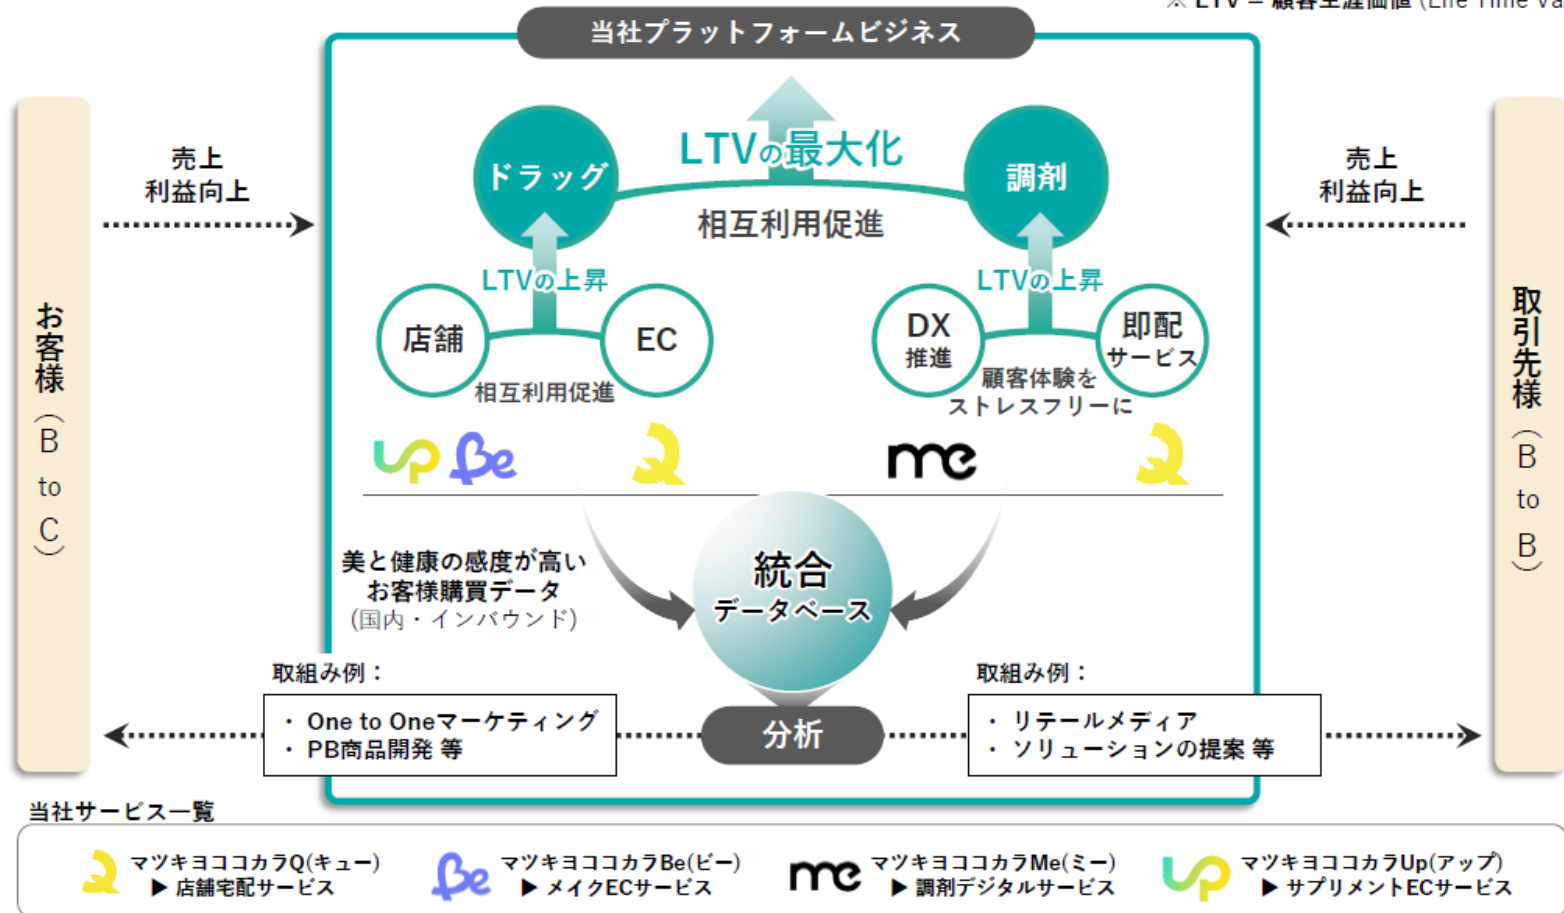 ※ LTV = 顧客生涯価値 (Life Time Va
当社プラットフォームビジネス
売上
利益向上
ドラッグ
LTVの最大化
調剤
相互利用促進
売上
利益向上
LTVの上昇
LTVの上昇
店舗
EC
相互利用促進
DX
推進
即配
サービス
顧客体験を
ストレスフリーに
お客様（B to C）
取引先様（B to B）
up
Be
Q
me
Q
美と健康の感度が高い
お客様購買データ
(国内・インバウンド)
統合
データベース
取組み例：
・ One to Oneマーケティング
・ PB商品開発 等
分析
取組み例：
・ リテールメディア
・ ソリューションの提案 等
当社サービス一覧
Q
マツキヨココカラQ(キュー)
▶ 店舗宅配サービス
Be
マツキヨココカラBe(ビー)
▶ メイクECサービス
me
マツキヨココカラMe(ミー)
▶ 調剤デジタルサービス
up
マツキヨココカラUp(アップ)
▶ サプリメントECサービス